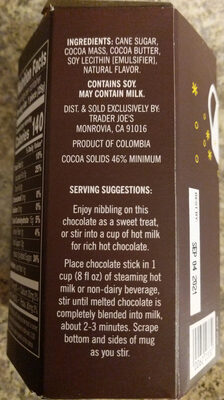 INGREDIENTS: CANE SUGAR,
COCOA MASS, COCOA BUTTER,
SOY LECITHIN [EMULSIFIER],
NATURAL FLAVOR.
CONTAINS SOY.
MAY CONTAIN MILK.
DIST. & SOLD EXCLUSIVELY BY:
TRADER JOE'S
MONROVIA, CA 91016
PRODUCT OF COLOMBIA
COCOA SOLIDS 46% MINIMUM
SERVING SUGGESTIONS:
Enjoy nibbling on this
chocolate as a sweet treat,
or stir into a cup of hot milk
for rich hot chocolate.
Place chocolate stick in 1
cup (8 fl oz) of steaming hot
milk or non-dairy beverage,
stir until melted chocolate is
completely blended into milk,
about 2-3 minutes. Scrape
bottom and sides of mug
as you stir.
Facts
140
SEP 04 2021